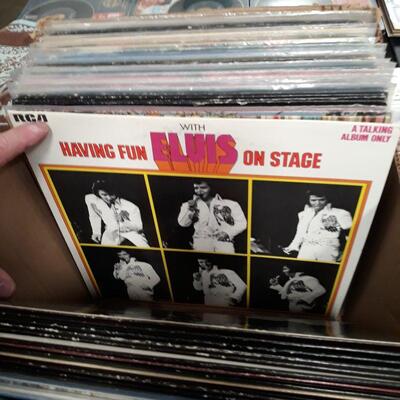 RCA
WITH
HAVING FUN ELVIS ON STAGE
A TALKING
ALBUM ONLY